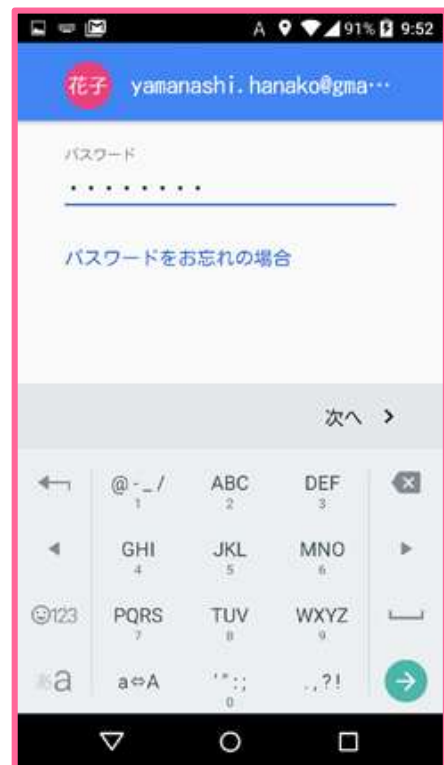 A 91% 9:52
花子 yamanashi.hanako@gma…
パスワード
••••••••
パスワードをお忘れの場合
次へ >
@-_/ ABC DEF
1 2 3
GHI JKL MNO
4 5 6
☺123 PQRS TUV WXYZ
7 8 9
あa a⇔A '":; .,?!
0